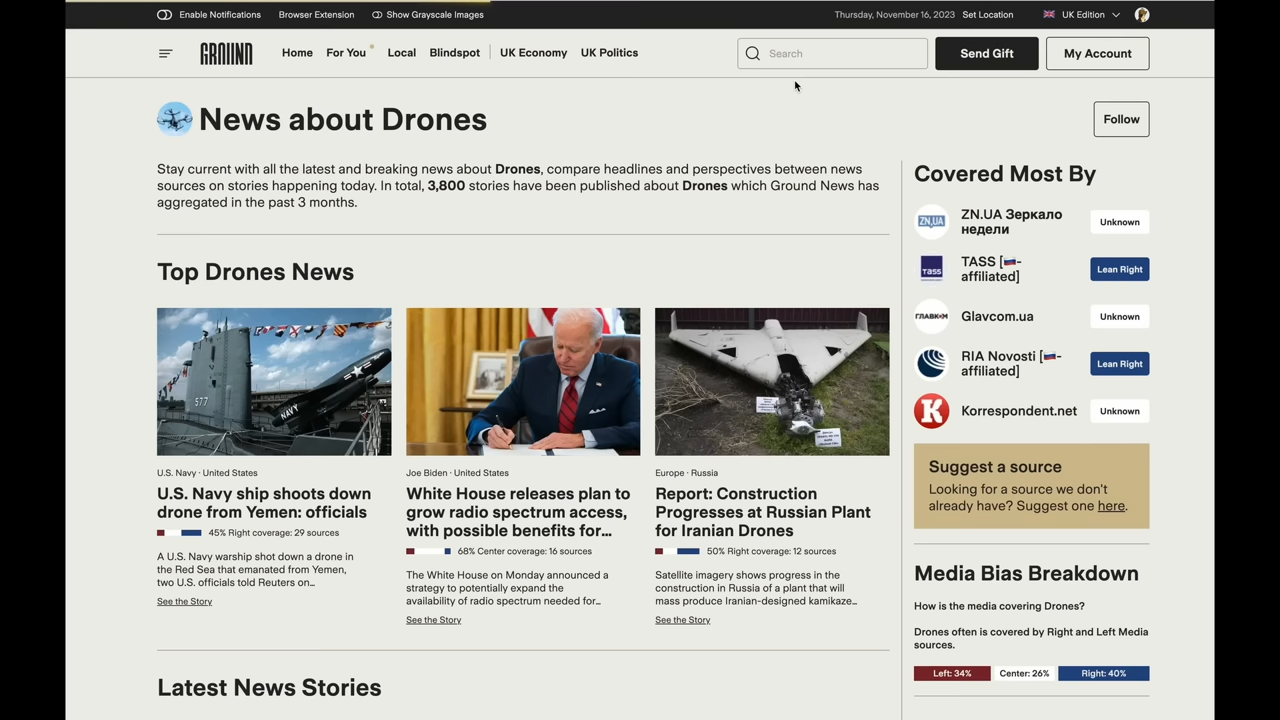 Enable Notifications
Browser Extension
Show Grayscale Images
Thursday, November 16, 2023
Set Location
UK Edition
GROUND
Home
For You
Local
Blindspot
UK Economy
UK Politics
Search
Send Gift
My Account
News about Drones
Follow
Stay current with all the latest and breaking news about Drones, compare headlines and perspectives between news
sources on stories happening today. In total, 3,800 stories have been published about Drones which Ground News has
aggregated in the past 3 months.
Top Drones News
577
NAVY
U.S. Navy · United States
U.S. Navy ship shoots down
drone from Yemen: officials
45% Right coverage: 29 sources
A U.S. Navy warship shot down a drone in
the Red Sea that emanated from Yemen,
two U.S. officials told Reuters on...
See the Story
Joe Biden · United States
White House releases plan to
grow radio spectrum access,
with possible benefits for...
68% Center coverage: 16 sources
The White House on Monday announced a
strategy to potentially expand the
availability of radio spectrum needed for...
See the Story
Europe · Russia
Report: Construction
Progresses at Russian Plant
for Iranian Drones
50% Right coverage: 12 sources
Satellite imagery shows progress in the
construction in Russia of a plant that will
mass produce Iranian-designed kamikaze...
See the Story
Latest News Stories
Covered Most By
ZN,UA
ZN.UA Зеркало
недели
Unknown
TASS
TASS [🇷🇺-
affiliated]
Lean Right
ГЛАВКОМ
Glavcom.ua
Unknown
RIA Novosti [🇷🇺-
affiliated]
Lean Right
K
Korrespondent.net
Unknown
Suggest a source
Looking for a source we don't
already have? Suggest one here.
Media Bias Breakdown
How is the media covering Drones?
Drones often is covered by Right and Left Media
sources.
Left: 34%
Center: 26%
Right: 40%